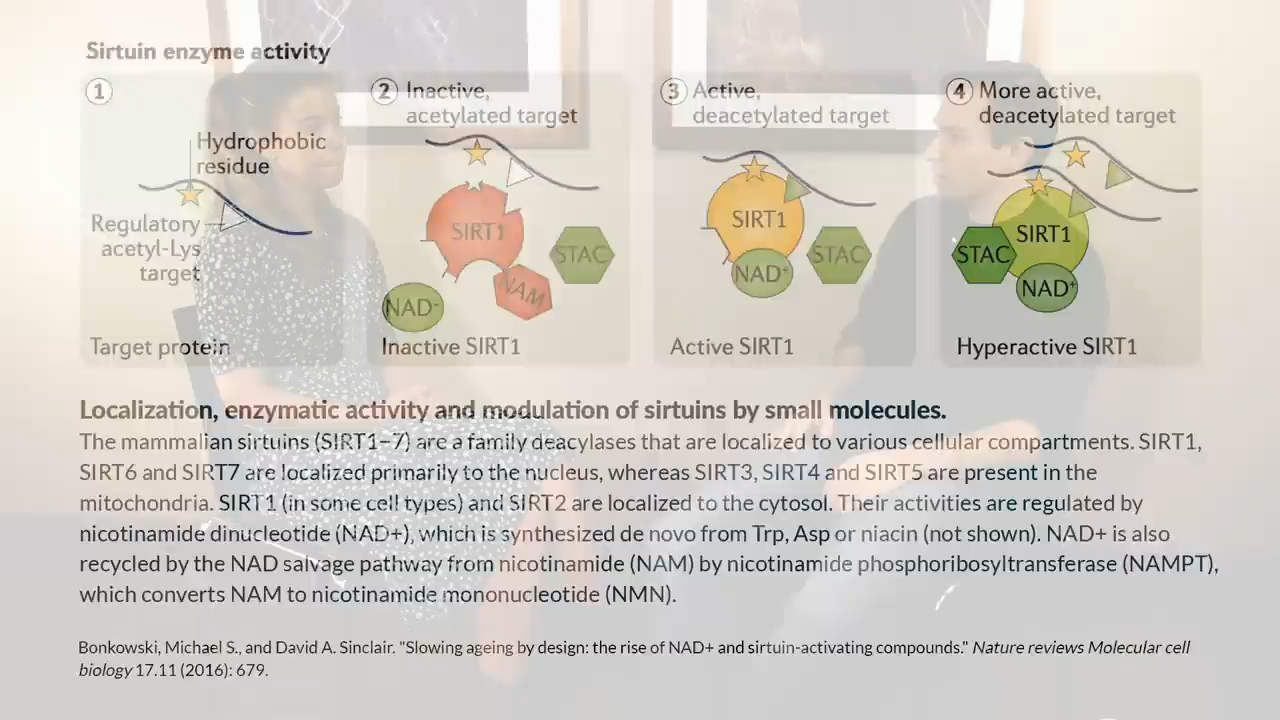 Sirtuin enzyme activity
1
Hydrophobic
residue
Regulatory
acetyl-Lys
target
Target protein
2 Inactive,
acetylated target
SIRT1
STAC
NAM
NAD+
Inactive SIRT1
3 Active,
deacetylated target
SIRT1
STAC
NAD+
Active SIRT1
4 More active,
deacetylated target
SIRT1
STAC
NAD+
Hyperactive SIRT1
Localization, enzymatic activity and modulation of sirtuins by small molecules.
The mammalian sirtuins (SIRT1−7) are a family deacylases that are localized to various cellular compartments. SIRT1,
SIRT6 and SIRT7 are localized primarily to the nucleus, whereas SIRT3, SIRT4 and SIRT5 are present in the
mitochondria. SIRT1 (in some cell types) and SIRT2 are localized to the cytosol. Their activities are regulated by
nicotinamide dinucleotide (NAD+), which is synthesized de novo from Trp, Asp or niacin (not shown). NAD+ is also
recycled by the NAD salvage pathway from nicotinamide (NAM) by nicotinamide phosphoribosyltransferase (NAMPT),
which converts NAM to nicotinamide mononucleotide (NMN).
Bonkowski, Michael S., and David A. Sinclair. "Slowing ageing by design: the rise of NAD+ and sirtuin-activating compounds." Nature reviews Molecular cell
biology 17.11 (2016): 679.